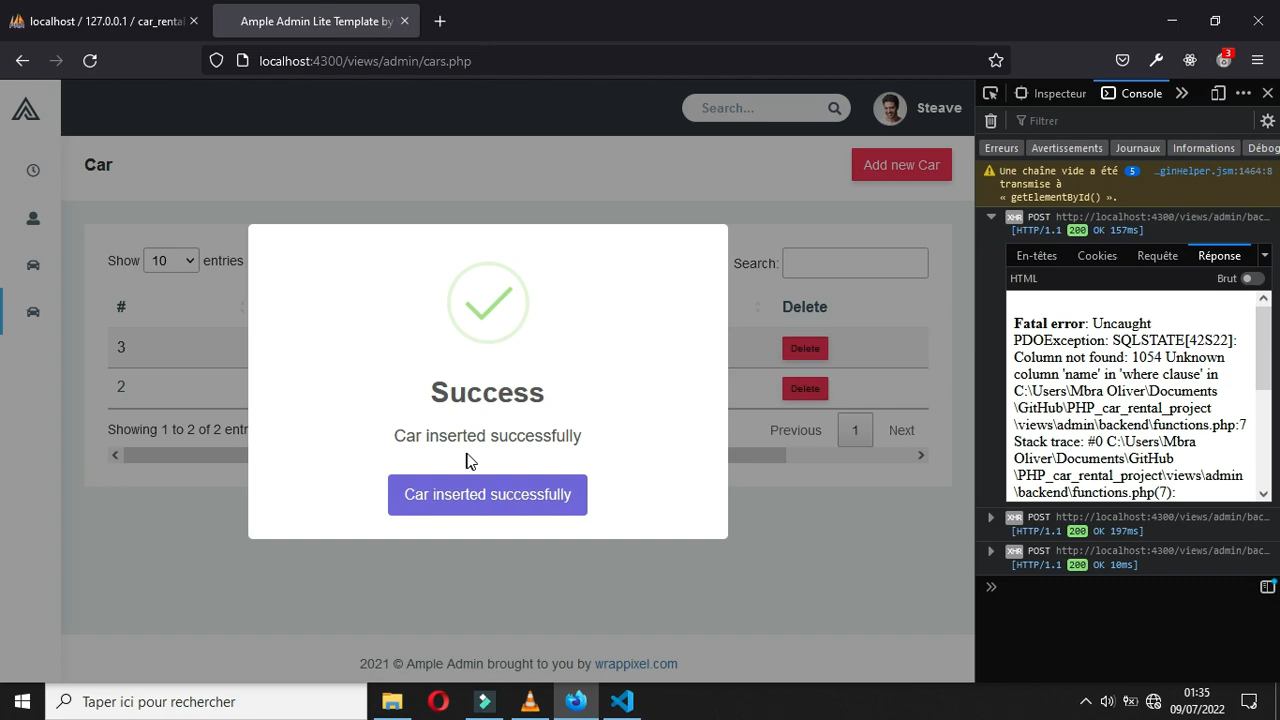 localhost / 127.0.0.1 / car_rental
Ample Admin Lite Template by
localhost:4300/views/admin/cars.php
3
Search...
Steave
Car
Add new Car
Show 10 entries
Search:
#
Delete
3
Delete
2
Delete
Showing 1 to 2 of 2 entr
Previous 1 Next
Success
Car inserted successfully
Car inserted successfully
2021 © Ample Admin brought to you by wrappixel.com
Inspecteur
Console
Filtrer
Erreurs
Avertissements
Journaux
Informations
Débog
Une chaîne vide a été 5 …ginHelper.jsm:1464:8
transmise à
« getElementById() ».
XHR POST http://localhost:4300/views/admin/bac…
[HTTP/1.1 200 OK 157ms]
En-têtes
Cookies
Requête
Réponse
HTML
Brut
Fatal error: Uncaught
PDOException: SQLSTATE[42S22]:
Column not found: 1054 Unknown
column 'name' in 'where clause' in
C:\Users\Mbra Oliver\Documents
\GitHub\PHP_car_rental_project
\views\admin\backend\functions.php:7
Stack trace: #0 C:\Users\Mbra
Oliver\Documents\GitHub
\PHP_car_rental_project\views\admin
\backend\functions.php(7):
XHR POST http://localhost:4300/views/admin/bac…
[HTTP/1.1 200 OK 197ms]
XHR POST http://localhost:4300/views/admin/bac…
[HTTP/1.1 200 OK 10ms]
Taper ici pour rechercher
01:35
09/07/2022